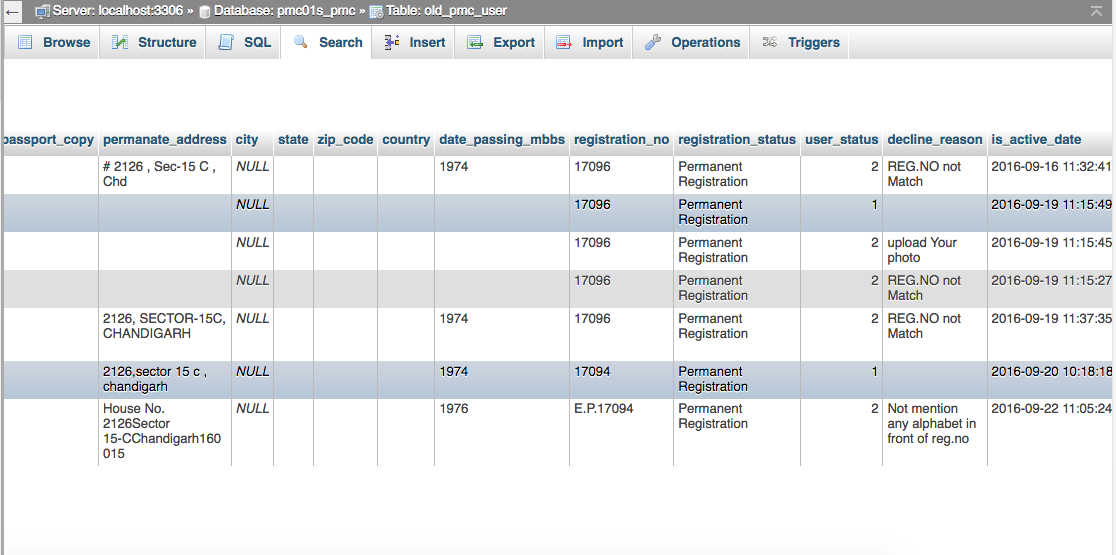 Server: localhost:3306 » Database: pmc01s_pmc » Table: old_pmc_user
Browse Structure SQL Search Insert Export Import Operations Triggers
passport_copy permanate_address city state zip_code country date_passing_mbbs registration_no registration_status user_status decline_reason is_active_date
# 2126 , Sec-15 C , NULL 1974 17096 Permanent 2 REG.NO not 2016-09-16 11:32:41
Chd Registration Match
NULL 17096 Permanent 1 2016-09-19 11:15:49
Registration
NULL 17096 Permanent 2 upload Your 2016-09-19 11:15:45
Registration photo
NULL 17096 Permanent 2 REG.NO not 2016-09-19 11:15:27
Registration Match
2126, SECTOR-15C, NULL 1974 17096 Permanent 2 REG.NO not 2016-09-19 11:37:35
CHANDIGARH Registration Match
2126,sector 15 c , NULL 1974 17094 Permanent 1 2016-09-20 10:18:18
chandigarh Registration
House No. NULL 1976 E.P.17094 Permanent 2 Not mention 2016-09-22 11:05:24
2126Sector Registration any alphabet in
15-CChandigarh160 front of reg.no
015